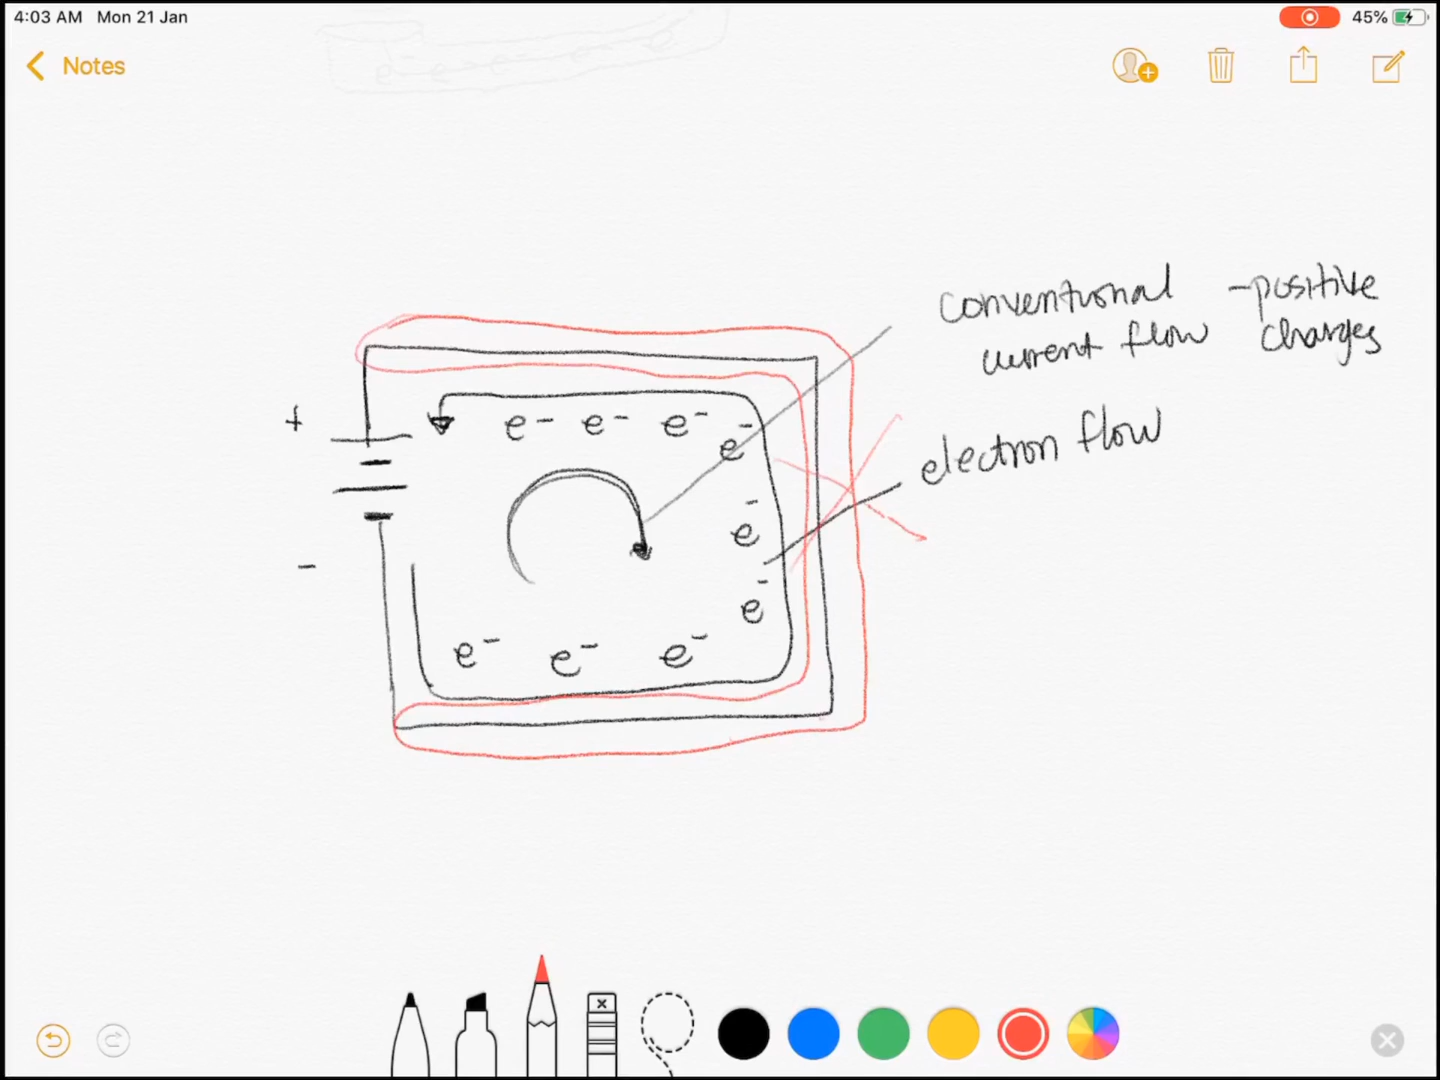 4:03 AM Mon 21 Jan
45%
Notes
conventional -positive
current flow charges
electron flow
+
e- e- e-
e-
e-
-
e-
e- e- e-